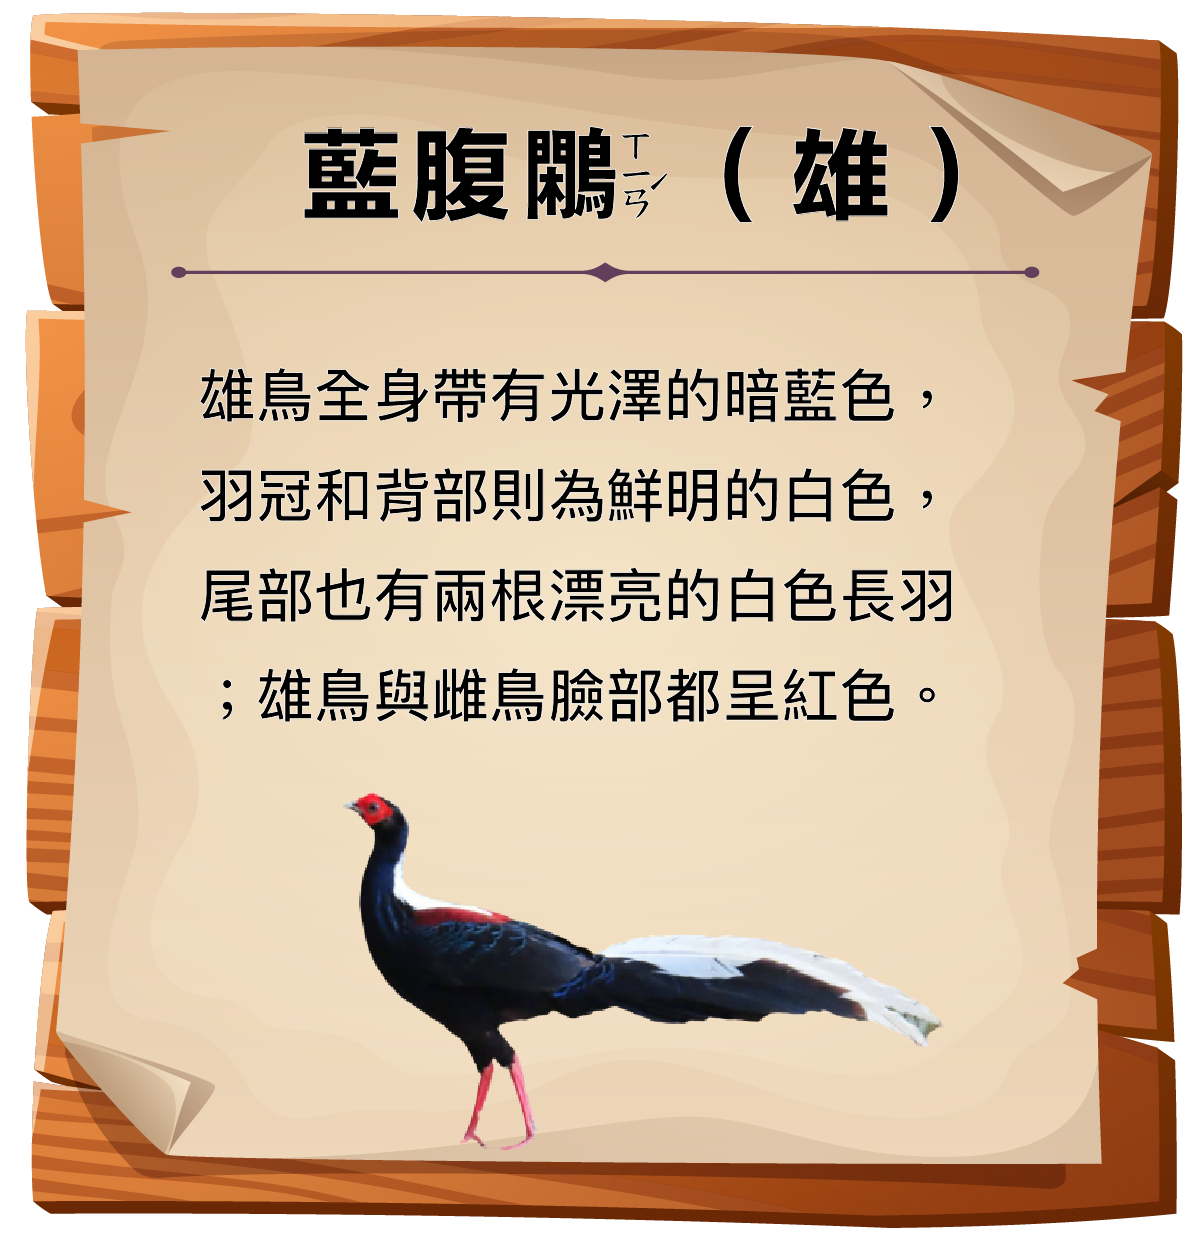 藍腹鷴ㄒㄧㄢˊ（雄）
雄鳥全身帶有光澤的暗藍色，
羽冠和背部則為鮮明的白色，
尾部也有兩根漂亮的白色長羽
；雄鳥與雌鳥臉部都呈紅色。